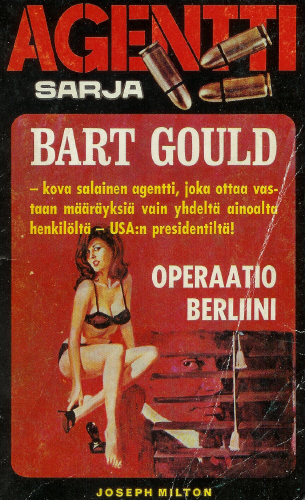 AGENTTI
SARJA
BART GOULD
– kova salainen agentti, joka ottaa vas-
taan määräyksiä vain yhdeltä ainoalta
henkilöltä – USA:n presidentiltä!
OPERAATIO
BERLIINI
JOSEPH MILTON